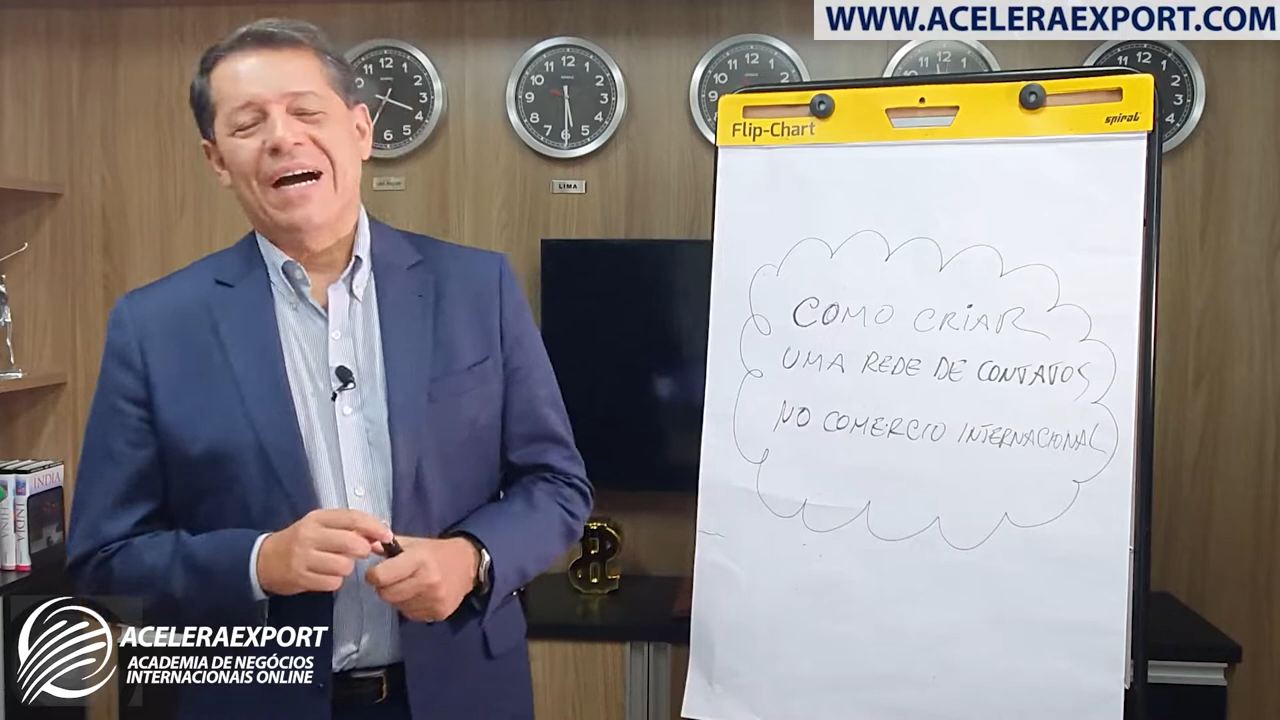 WWW.ACELERAEXPORT.COM
Flip-Chart
spiral
LIMA
COMO CRIAR
UMA REDE DE CONTATOS
NO COMERCIO INTERNACIONAL
INDIA
ACELERAEXPORT
ACADEMIA DE NEGÓCIOS
INTERNACIONAIS ONLINE